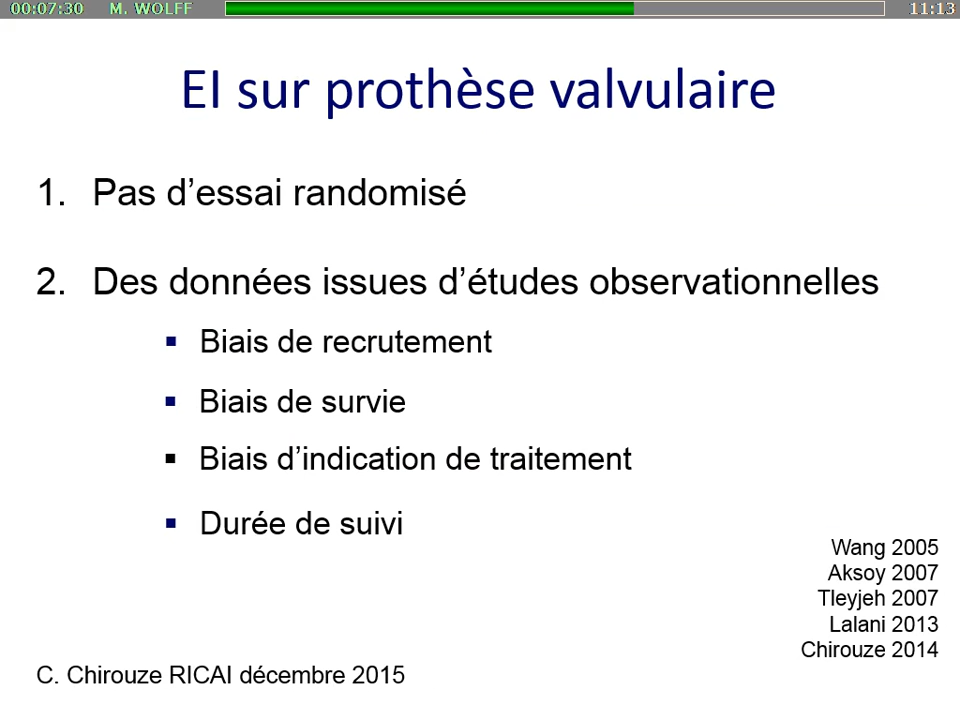 00:07:30 M. WOLFF 11:13
EI sur prothèse valvulaire
1. Pas d’essai randomisé
2. Des données issues d’études observationnelles
▪ Biais de recrutement
▪ Biais de survie
▪ Biais d’indication de traitement
▪ Durée de suivi
Wang 2005
Aksoy 2007
Tleyjeh 2007
Lalani 2013
Chirouze 2014
C. Chirouze RICAI décembre 2015